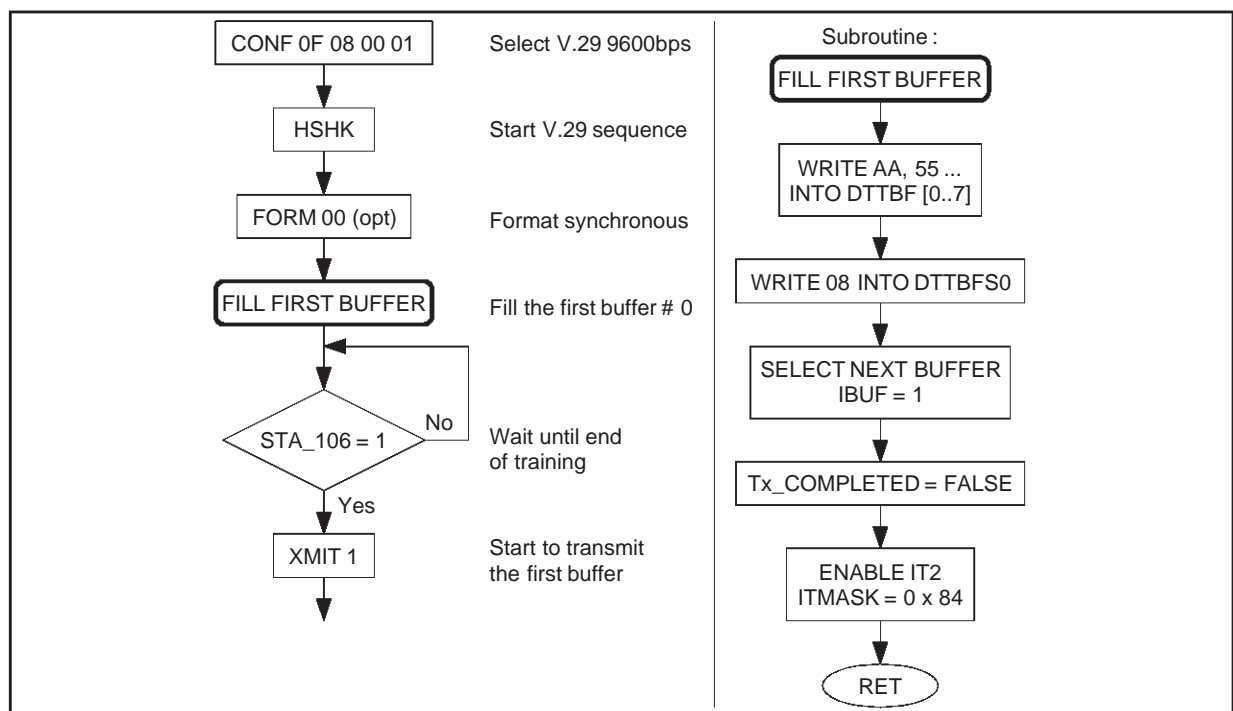 CONF 0F 08 00 01
Select V.29 9600bps
HSHK
Start V.29 sequence
FORM 00 (opt)
Format synchronous
FILL FIRST BUFFER
Fill the first buffer # 0
STA_106 = 1
No
Wait until end
of training
Yes
XMIT 1
Start to transmit
the first buffer
Subroutine :
FILL FIRST BUFFER
WRITE AA, 55 ...
INTO DTTBF [0..7]
WRITE 08 INTO DTTBFS0
SELECT NEXT BUFFER
IBUF = 1
Tx_COMPLETED = FALSE
ENABLE IT2
ITMASK = 0 x 84
RET